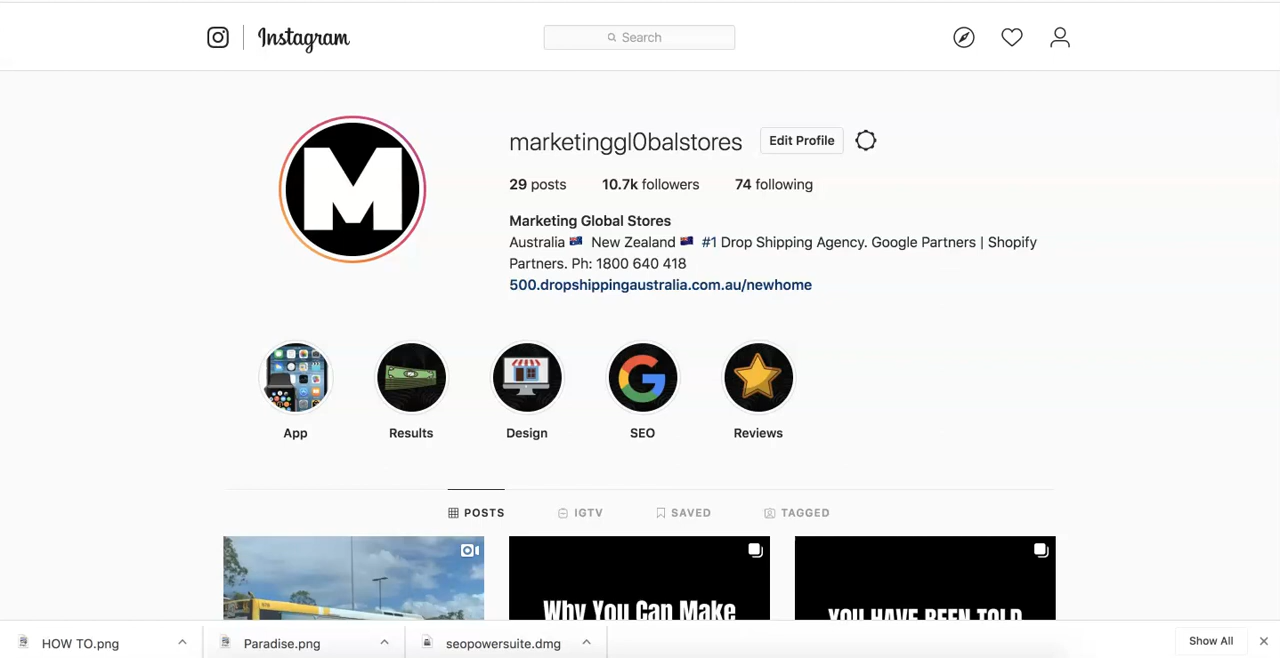 Instagram
Search
marketinggl0balstores Edit Profile
29 posts 10.7k followers 74 following
Marketing Global Stores
Australia 🇦🇺 New Zealand 🇳🇿 #1 Drop Shipping Agency. Google Partners | Shopify
Partners. Ph: 1800 640 418
500.dropshippingaustralia.com.au/newhome
M
App Results Design SEO Reviews
POSTS IGTV SAVED TAGGED
Why You Can Make
YOU HAVE BEEN TOLD
HOW TO.png Paradise.png seopowersuite.dmg Show All